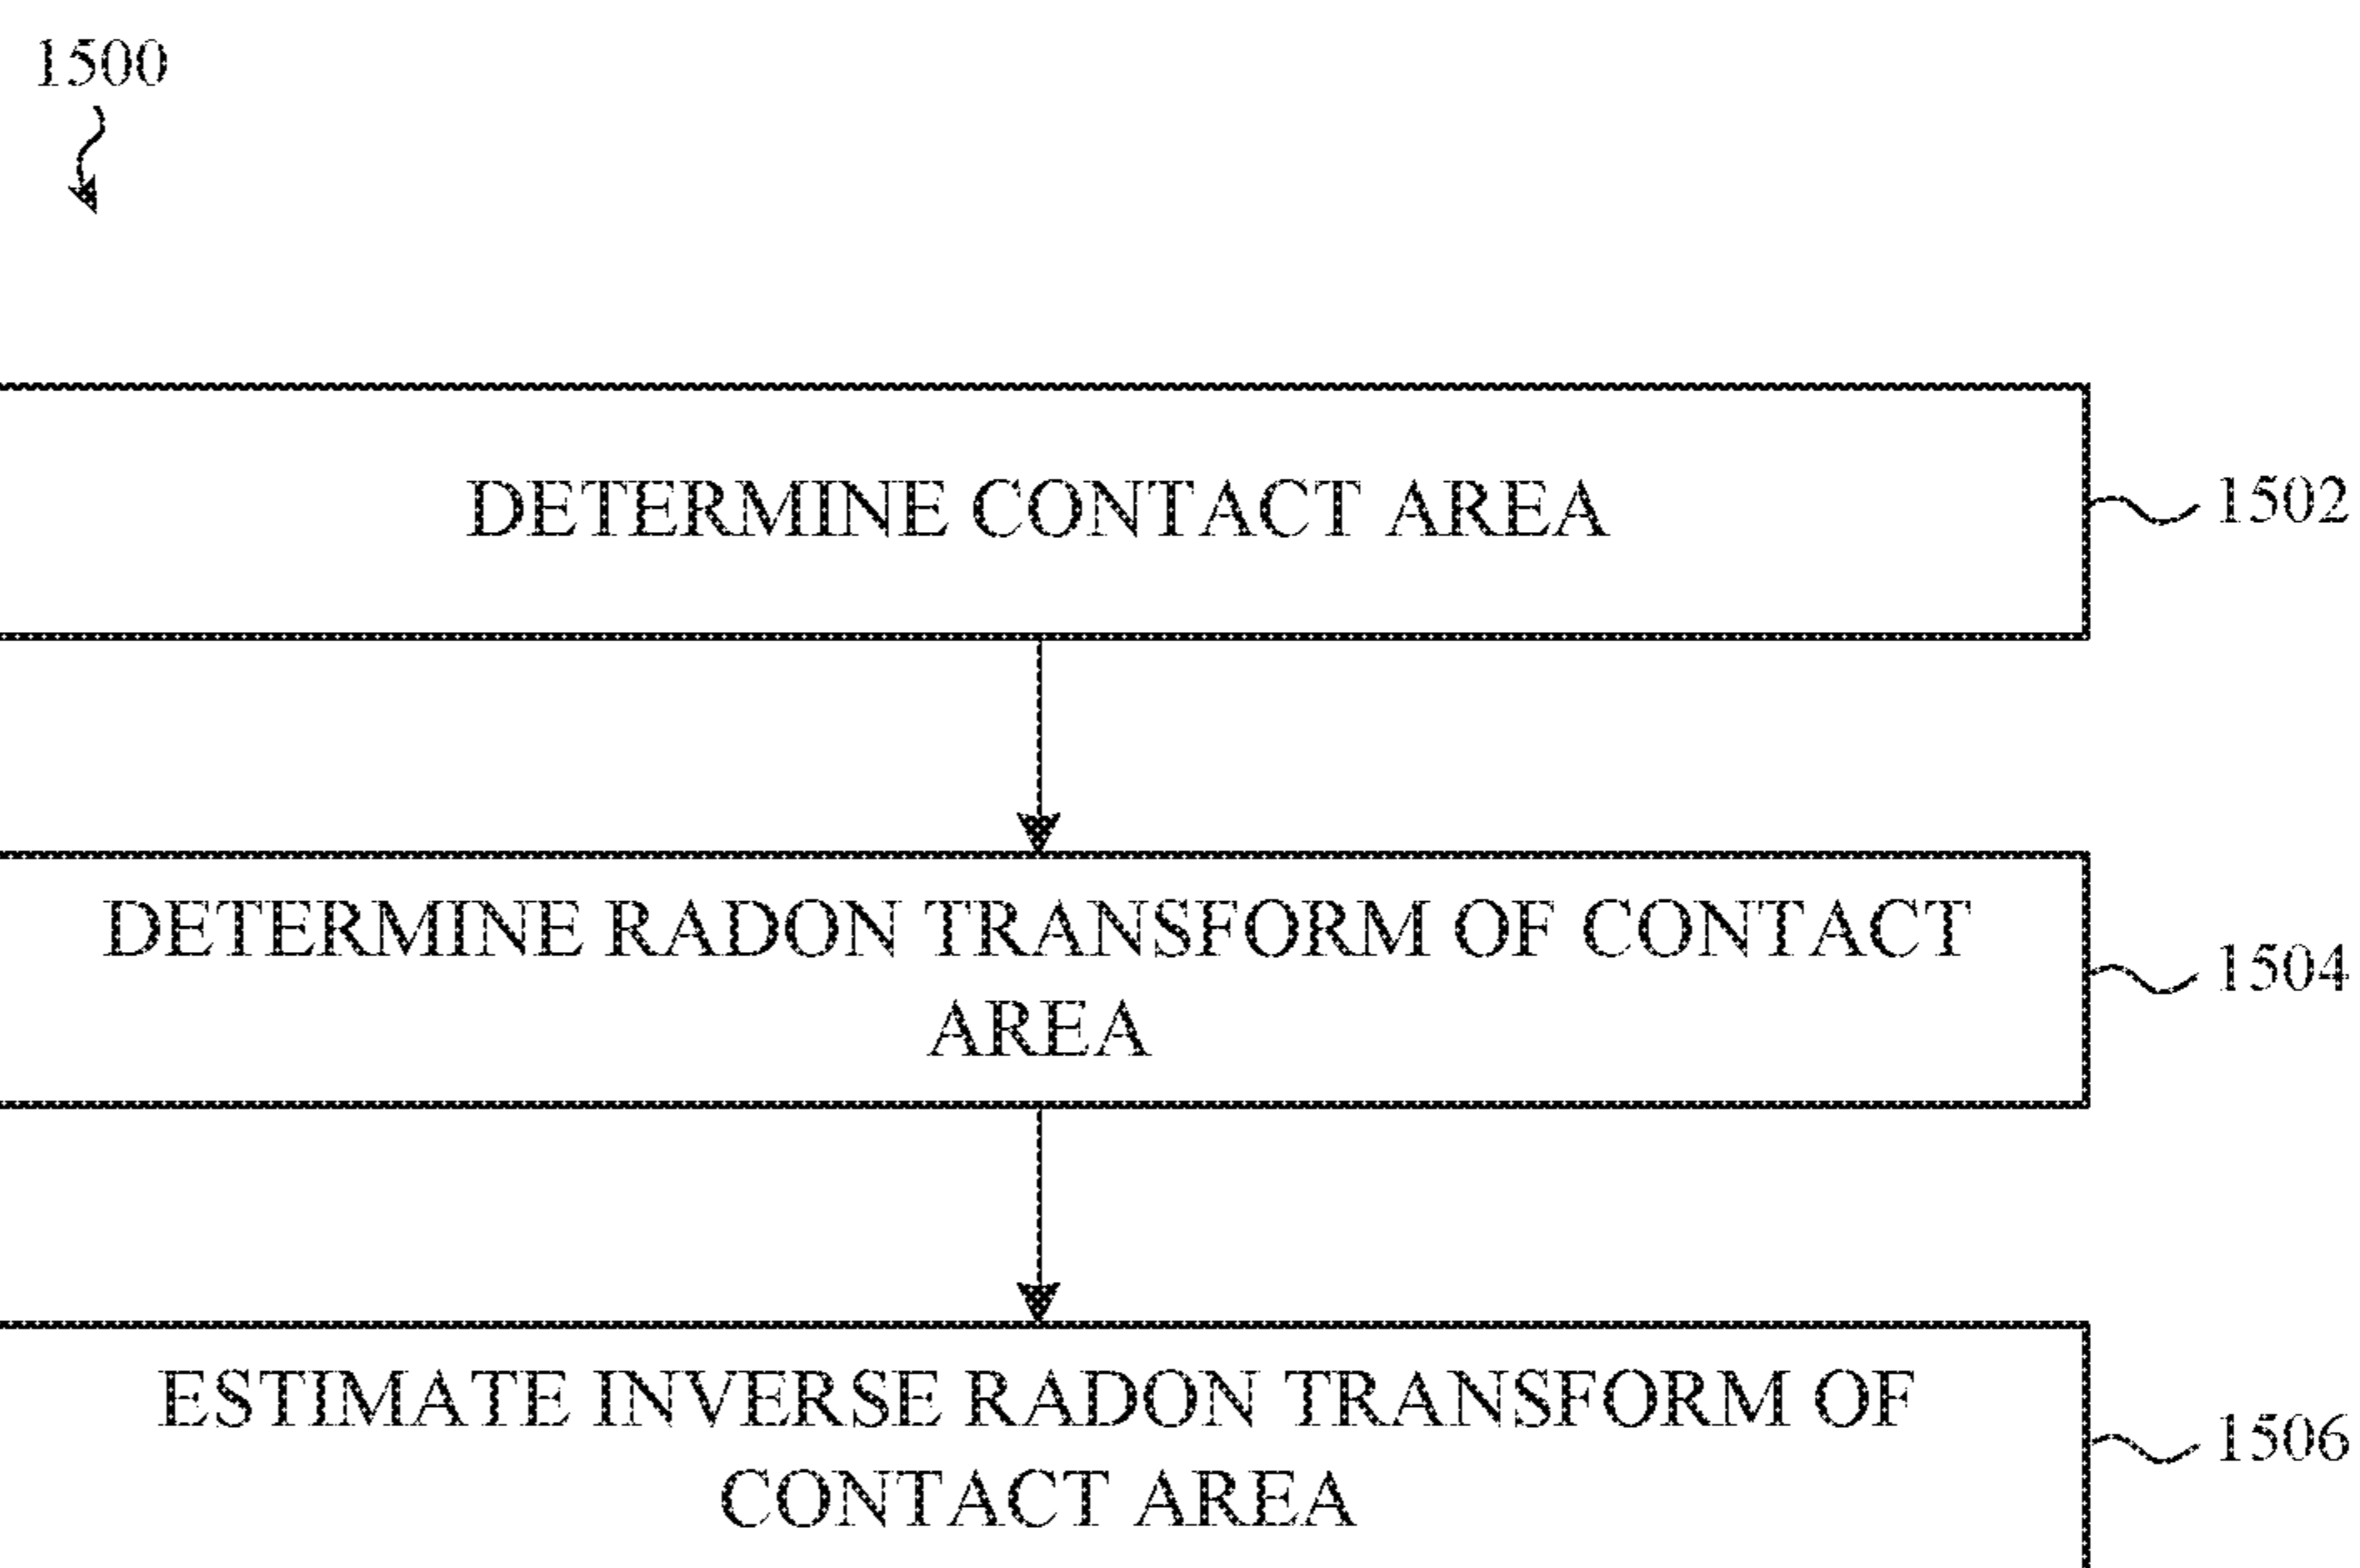 1500
DETERMINE CONTACT AREA
1502
DETERMINE RADON TRANSFORM OF CONTACT
AREA
1504
ESTIMATE INVERSE RADON TRANSFORM OF
CONTACT AREA
1506